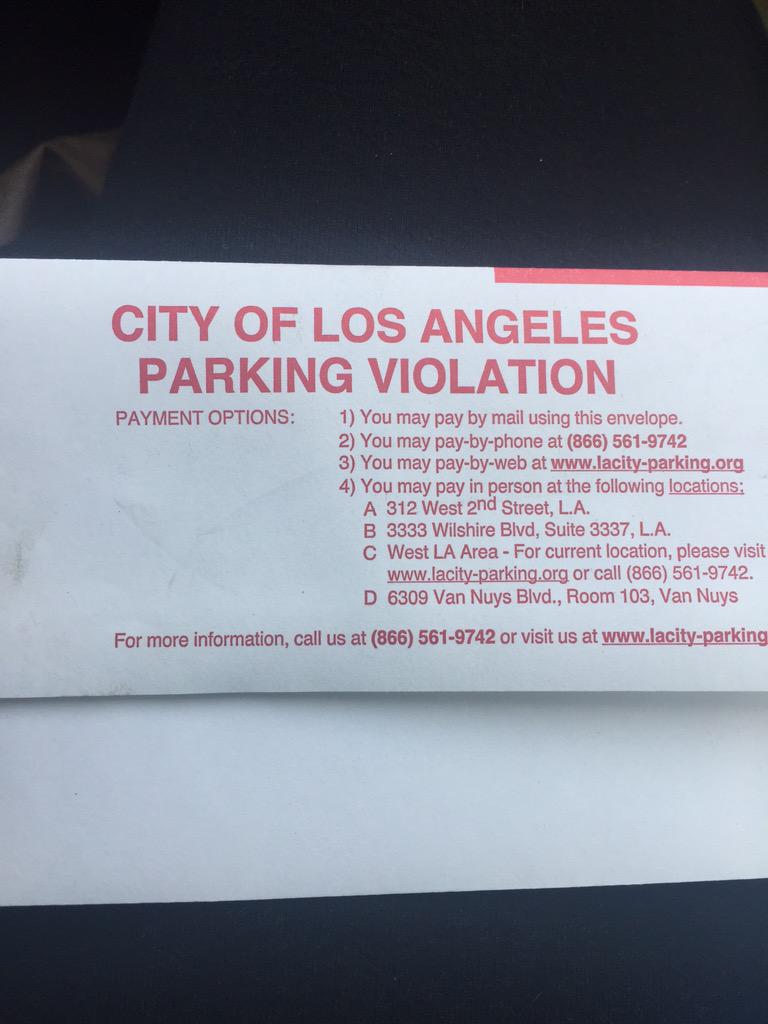 CITY OF LOS ANGELES
PARKING VIOLATION
PAYMENT OPTIONS: 1) You may pay by mail using this envelope.
2) You may pay-by-phone at (866) 561-9742
3) You may pay-by-web at www.lacity-parking.org
4) You may pay in person at the following locations:
A 312 West 2nd Street, L.A.
B 3333 Wilshire Blvd, Suite 3337, L.A.
C West LA Area - For current location, please visit
www.lacity-parking.org or call (866) 561-9742.
D 6309 Van Nuys Blvd., Room 103, Van Nuys
For more information, call us at (866) 561-9742 or visit us at www.lacity-parking